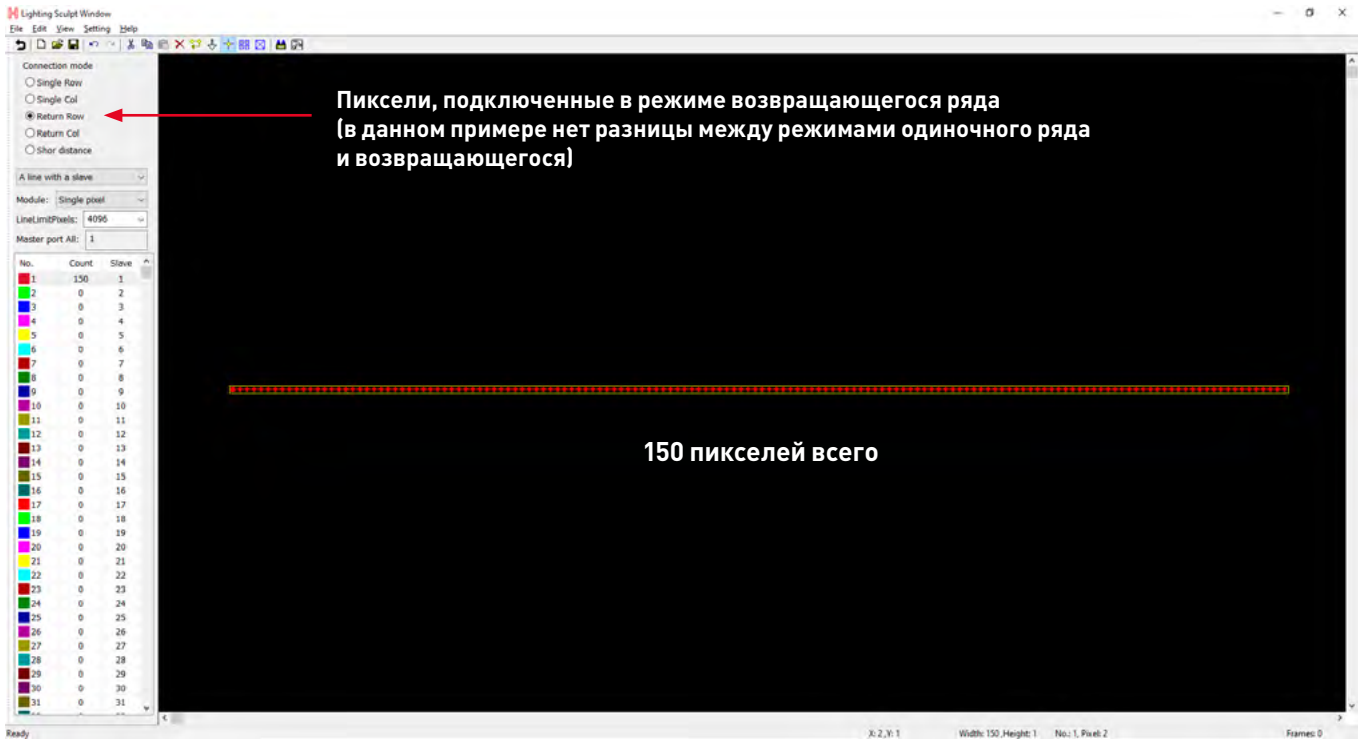 Lighting Sculpt Window
File Edit View Setting Help
Connection mode
Single Row
Single Col
Return Row
Return Col
Shor distance
A line with a slave
Module: Single pixel
LineLimitPixels: 4096
Master port All: 1
No. Count Slave
1 150 1
2 0 2
3 0 3
4 0 4
5 0 5
6 0 6
7 0 7
8 0 8
9 0 9
10 0 10
11 0 11
12 0 12
13 0 13
14 0 14
15 0 15
16 0 16
17 0 17
18 0 18
19 0 19
20 0 20
21 0 21
22 0 22
23 0 23
24 0 24
25 0 25
26 0 26
27 0 27
28 0 28
29 0 29
30 0 30
31 0 31
Пиксели, подключенные в режиме возвращающегося ряда
(в данном примере нет разницы между режимами одиночного ряда
и возвращающегося)
150 пикселей всего
Ready
X: 2 ,Y: 1
Width: 150 ,Height: 1
No.: 1, Pixel: 2
Frames: 0